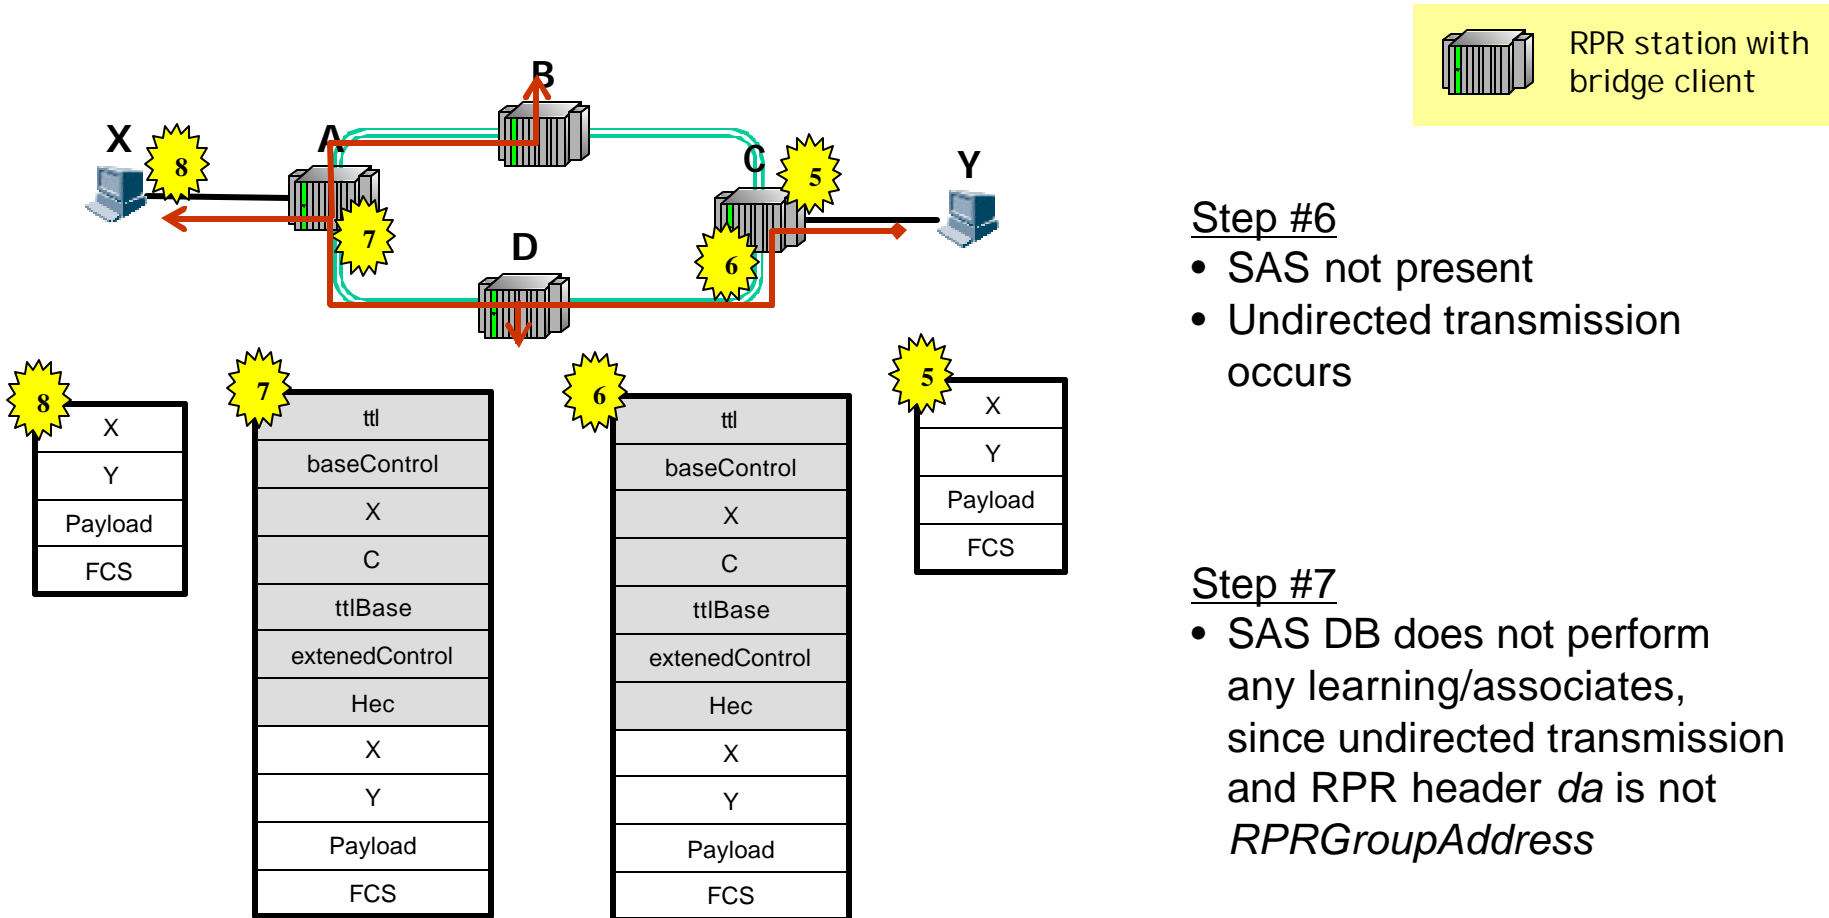 RPR station with
bridge client
B
X
A
8
C
5
Y
7
D
6
Step #6
• SAS not present
• Undirected transmission
occurs
Step #7
• SAS DB does not perform
any learning/associates,
since undirected transmission
and RPR header da is not
RPRGroupAddress
8
X
Y
Payload
FCS
7
ttl
baseControl
X
C
ttlBase
extenedControl
Hec
X
Y
Payload
FCS
6
ttl
baseControl
X
C
ttlBase
extenedControl
Hec
X
Y
Payload
FCS
5
X
Y
Payload
FCS